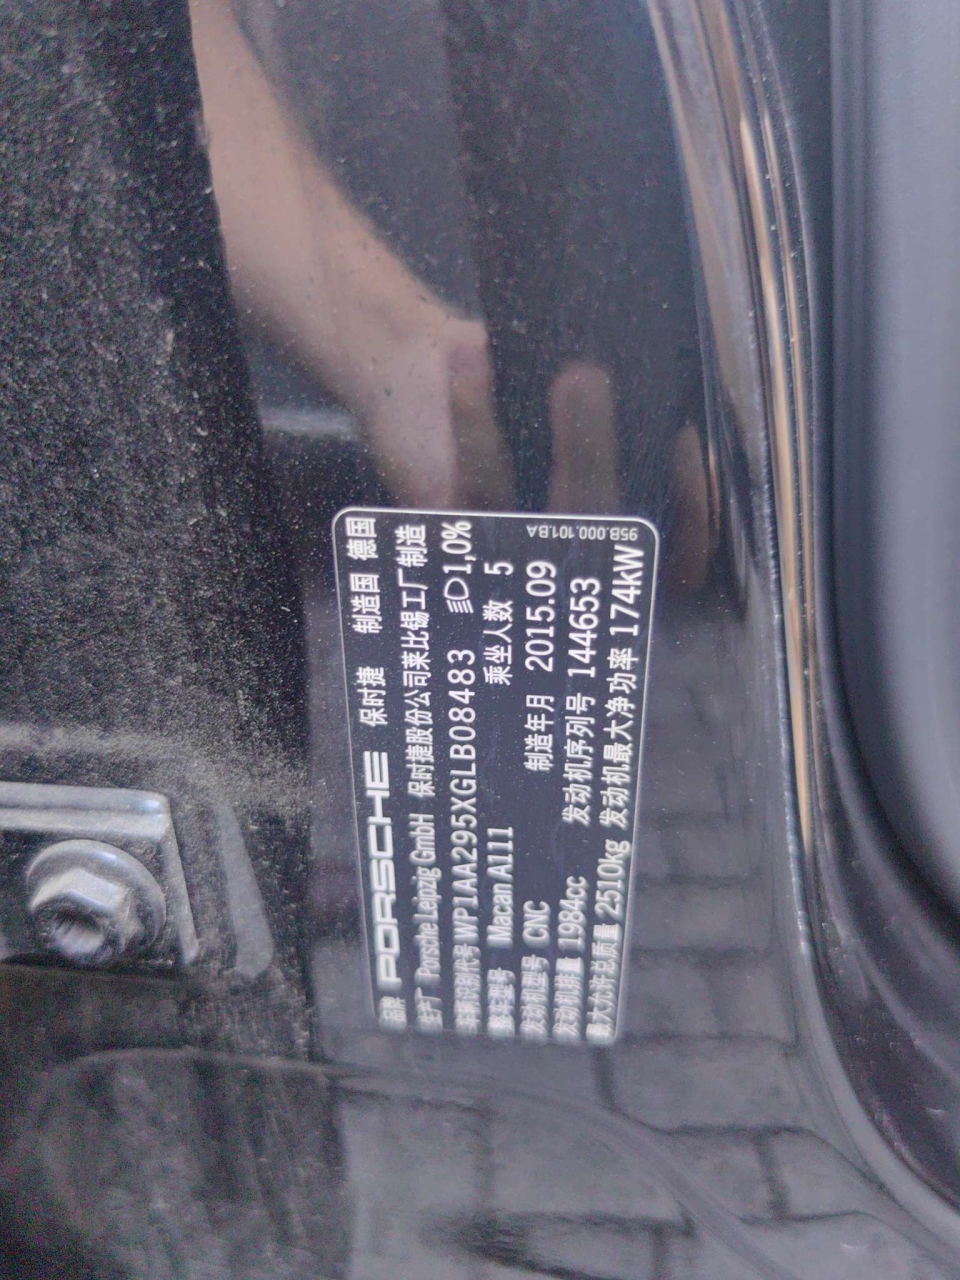 品牌 PORSCHE 保时捷 制造国 德国
生产厂 Porsche Leipzig GmbH 保时捷股份公司莱比锡工厂制造
车辆识别代号 WP1AA295XGLB08483 1,0%
整车型号 Macan A111 乘坐人数 5
发动机型号 CNC 制造年月 2015.09
发动机排量 1984cc 发动机序列号 144653
最大允许总质量 2510kg 发动机最大净功率 174kW
95B.000.101.BA